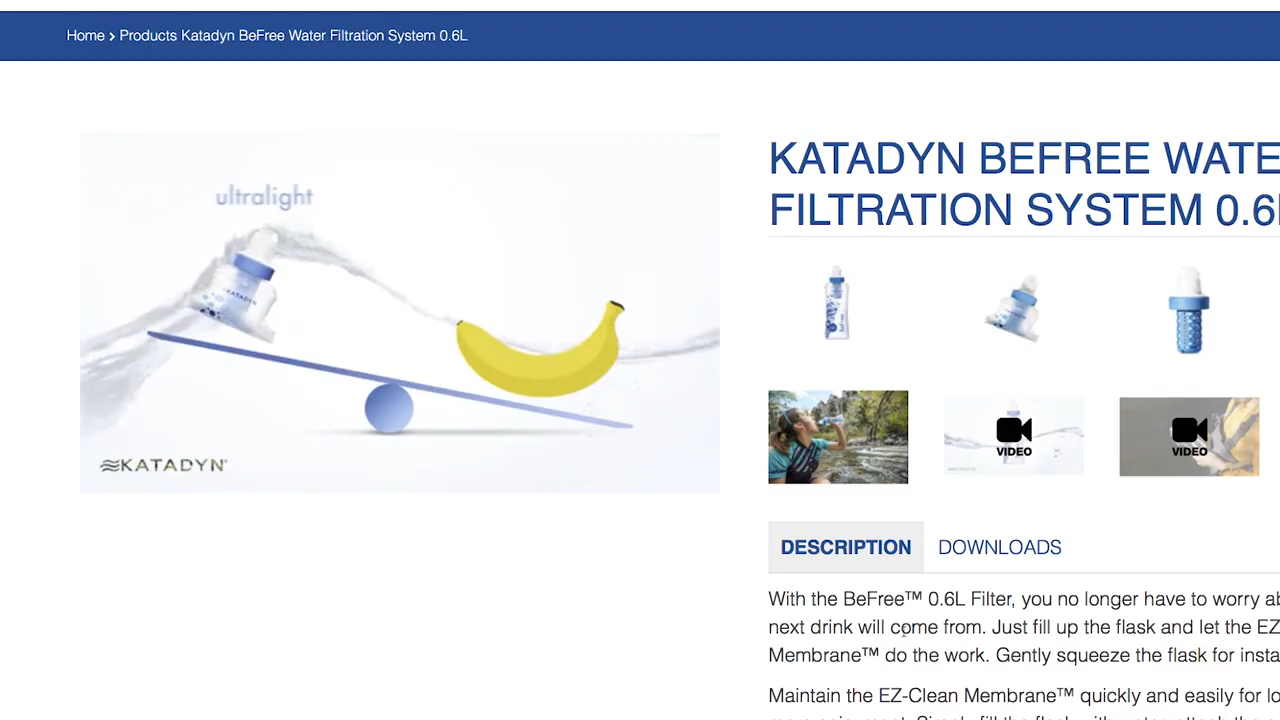 Home > Products Katadyn BeFree Water Filtration System 0.6L
ultralight
KATADYN
KATADYN
KATADYN BEFREE WATE
FILTRATION SYSTEM 0.6
VIDEO
VIDEO
DESCRIPTION DOWNLOADS
With the BeFree™ 0.6L Filter, you no longer have to worry
next drink will come from. Just fill up the flask and let the EZ
Membrane™ do the work. Gently squeeze the flask for insta
Maintain the EZ-Clean Membrane™ quickly and easily for lo